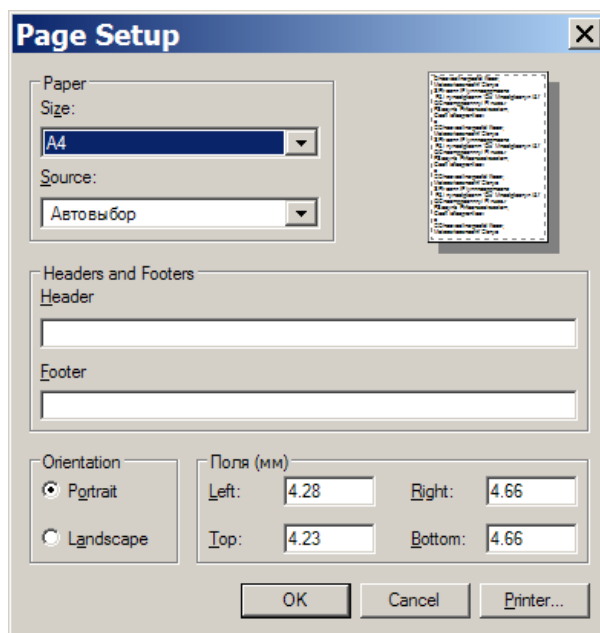 Page Setup
Paper
Size:
A4
Source:
Автовыбор
Headers and Footers
Header
Footer
Orientation
Portrait
Landscape
Поля (мм)
Left: 4.28 Right: 4.66
Top: 4.23 Bottom: 4.66
OK Cancel Printer...